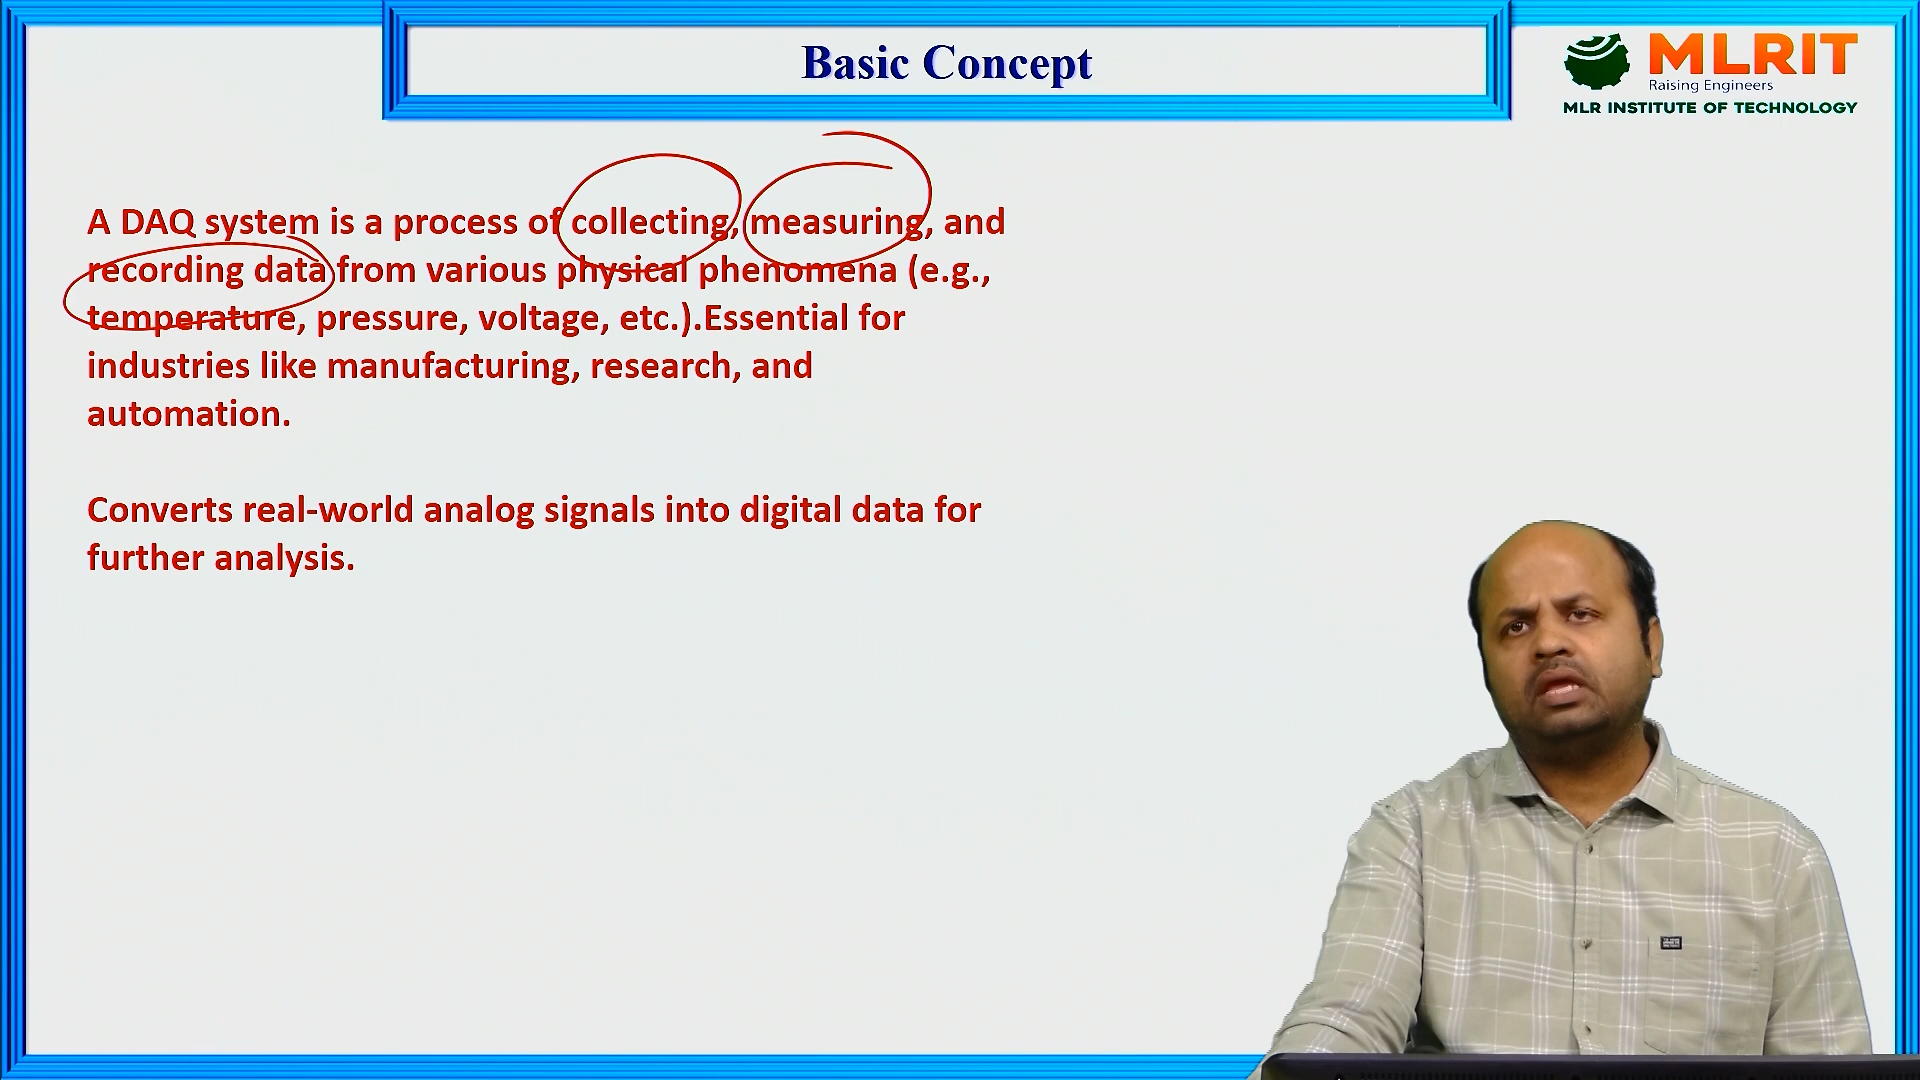 Basic Concept
MLRIT
Raising Engineers
MLR INSTITUTE OF TECHNOLOGY
A DAQ system is a process of collecting, measuring, and
recording data from various physical phenomena (e.g.,
temperature, pressure, voltage, etc.).Essential for
industries like manufacturing, research, and
automation.
Converts real-world analog signals into digital data for
further analysis.